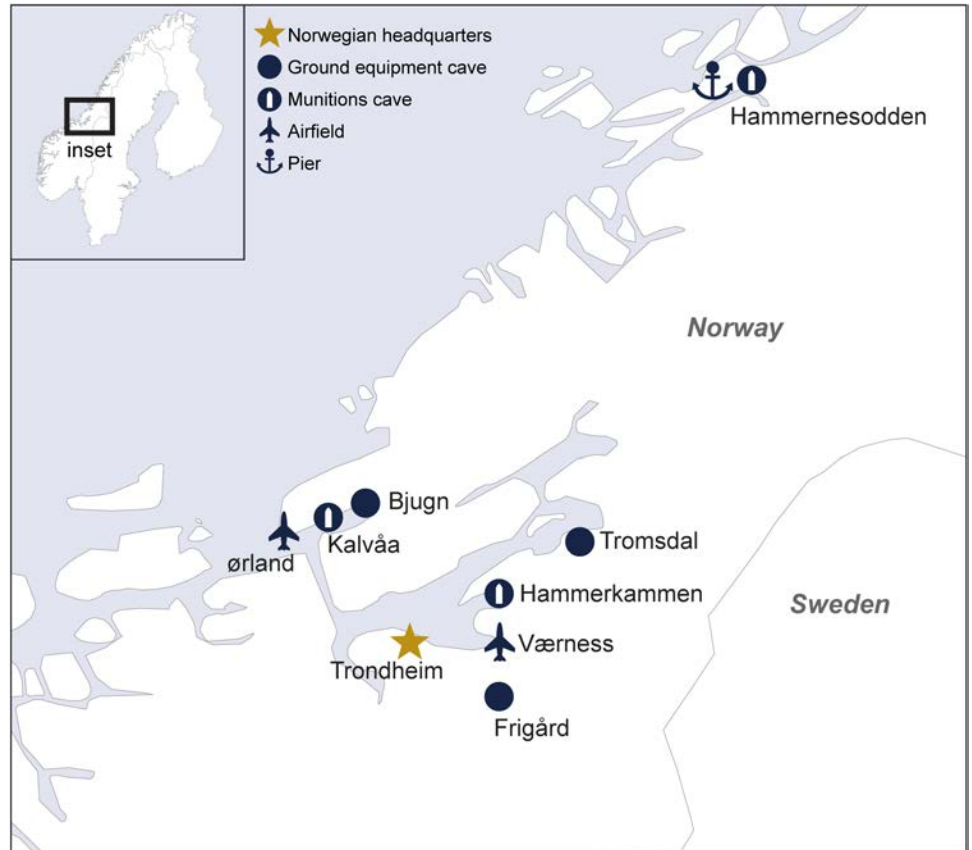 Norwegian headquarters
Ground equipment cave
Munitions cave
Airfield
Pier
inset
Hammernesodden
Norway
Bjugn
Kalvåa
ørland
Tromsdal
Hammerkammen
Sweden
Værness
Trondheim
Frigård